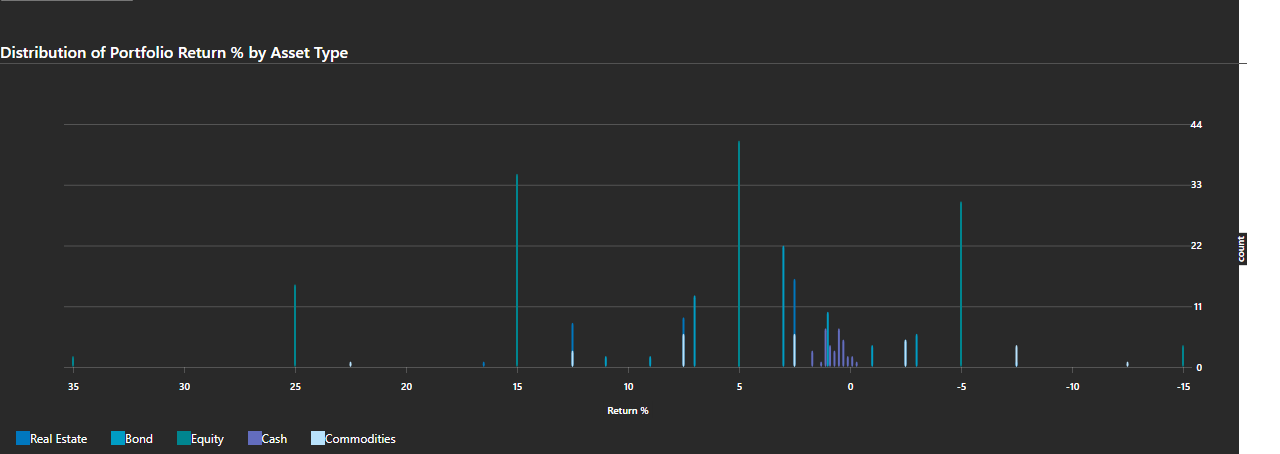 Distribution of Portfolio Return % by Asset Type
44
33
22
11
0
count
35 30 25 20 15 10 5 0 -5 -10 -15
Return %
Real Estate Bond Equity Cash Commodities